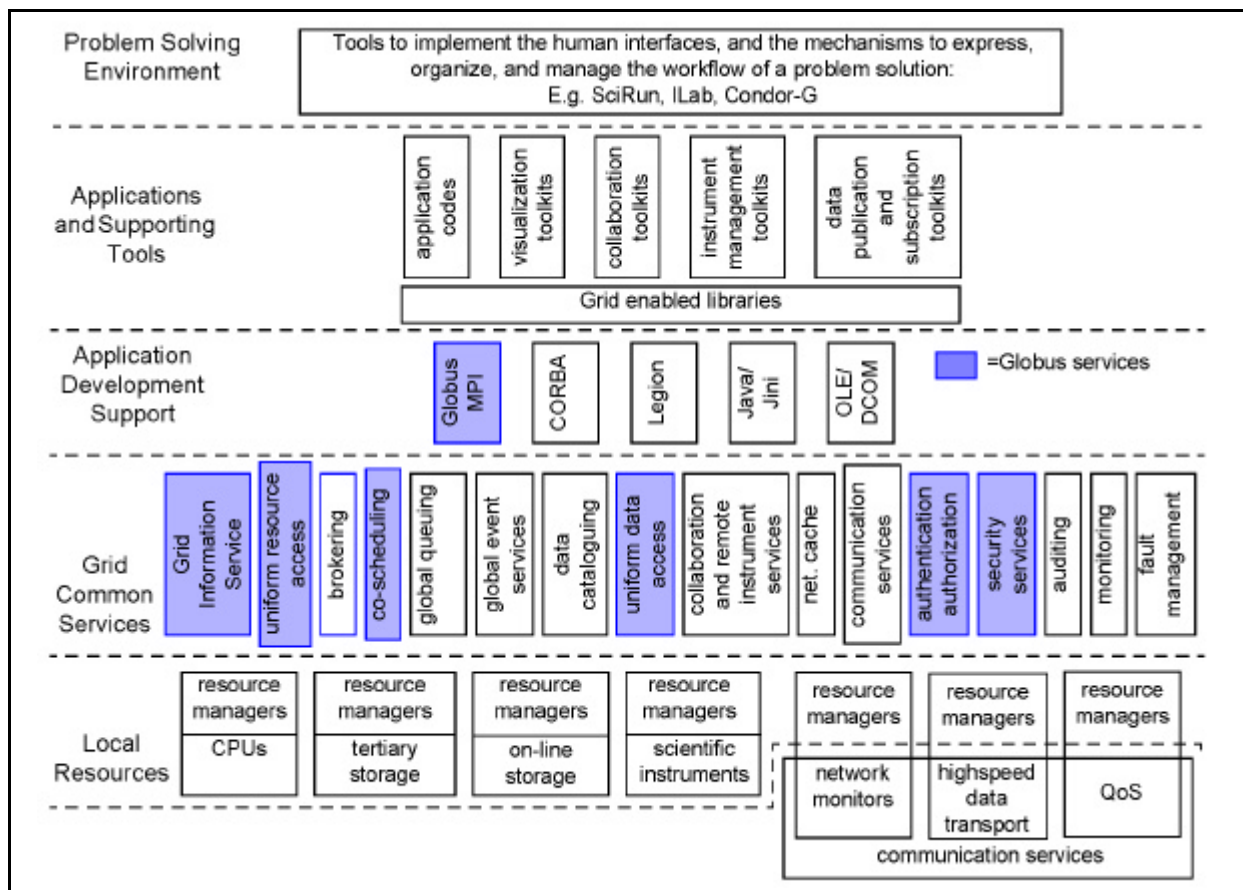 Problem Solving
Environment
Tools to implement the human interfaces, and the mechanisms to express,
organize, and manage the workflow of a problem solution:
E.g. SciRun, ILab, Condor-G
Applications
and Supporting
Tools
application
codes
visualization
toolkits
collaboration
toolkits
instrument
management
toolkits
data
publication
and
subscription
toolkits
Grid enabled libraries
Application
Development
Support
Globus
MPI
CORBA
Legion
Java/
Jini
OLE/
DCOM
=Globus services
Grid
Common
Services
Grid
Information
Service
uniform resource
access
brokering
co-scheduling
global queuing
global event
services
data
cataloguing
uniform data
access
collaboration
and remote
instrument
services
net. cache
communication
services
authentication
authorization
security
services
auditing
monitoring
fault
management
Local
Resources
resource
managers
CPUs
resource
managers
tertiary
storage
resource
managers
on-line
storage
resource
managers
scientific
instruments
resource
managers
network
monitors
resource
managers
highspeed
data
transport
resource
managers
QoS
communication services